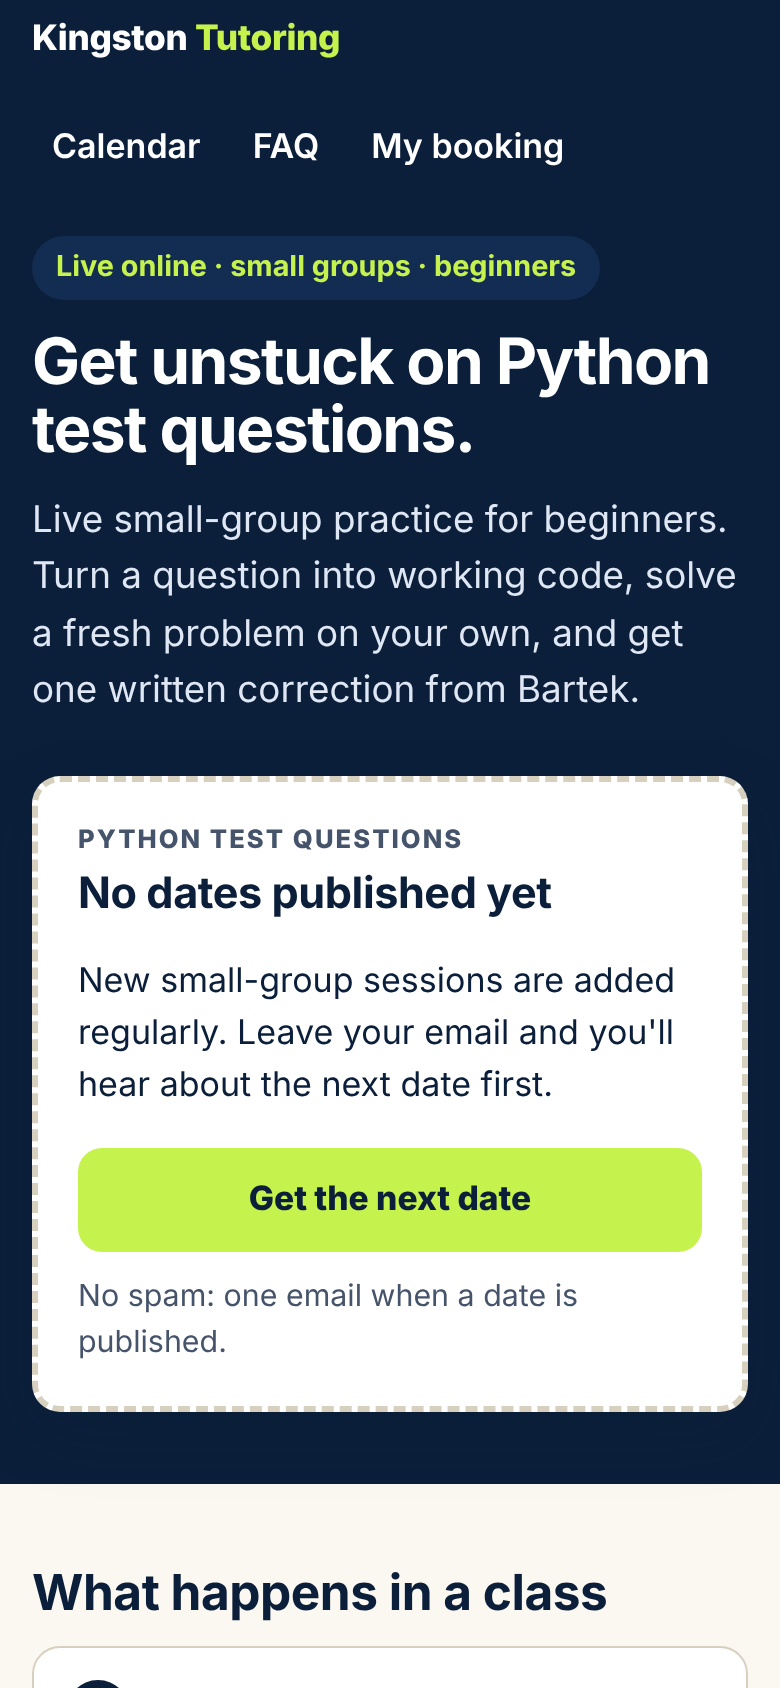 Kingston Tutoring
Calendar FAQ My booking
Live online · small groups · beginners
Get unstuck on Python
test questions.
Live small-group practice for beginners.
Turn a question into working code, solve
a fresh problem on your own, and get
one written correction from Bartek.
PYTHON TEST QUESTIONS
No dates published yet
New small-group sessions are added
regularly. Leave your email and you'll
hear about the next date first.
Get the next date
No spam: one email when a date is
published.
What happens in a class